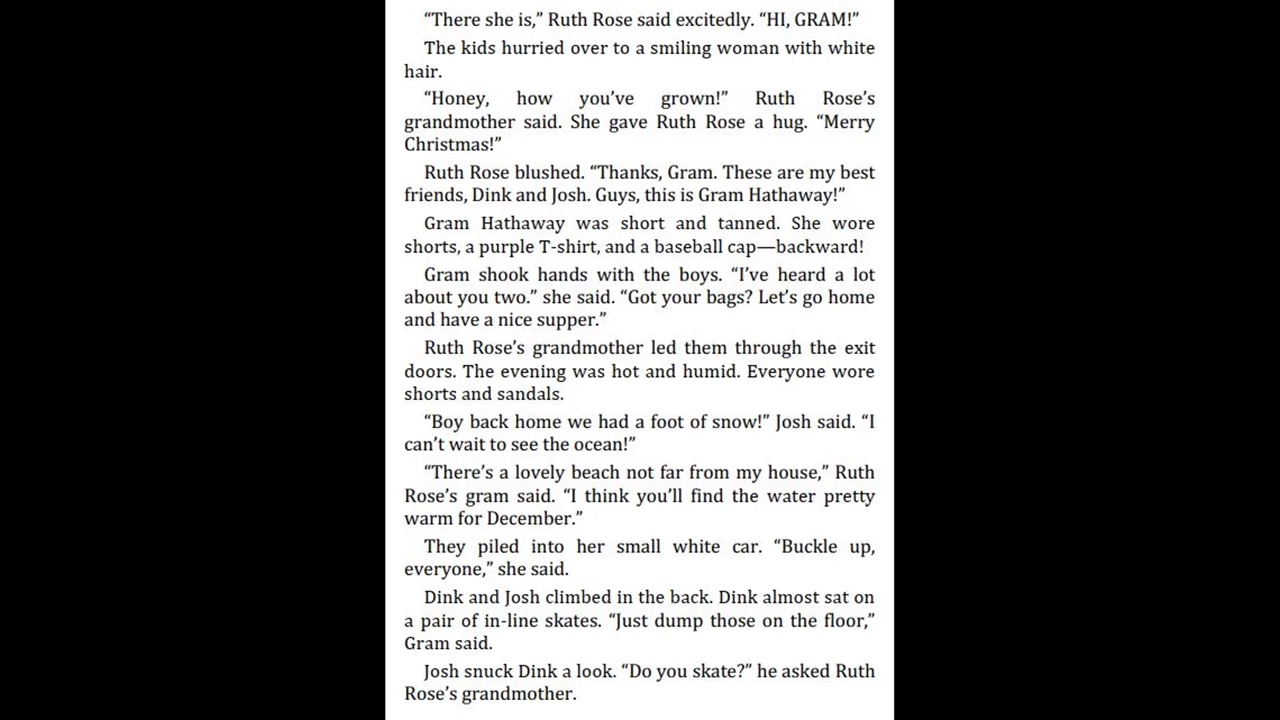 “There she is,” Ruth Rose said excitedly. “HI, GRAM!”
The kids hurried over to a smiling woman with white
hair.
“Honey, how you’ve grown!” Ruth Rose’s
grandmother said. She gave Ruth Rose a hug. “Merry
Christmas!”
Ruth Rose blushed. “Thanks, Gram. These are my best
friends, Dink and Josh. Guys, this is Gram Hathaway!”
Gram Hathaway was short and tanned. She wore
shorts, a purple T-shirt, and a baseball cap—backward!
Gram shook hands with the boys. “I’ve heard a lot
about you two.” she said. “Got your bags? Let’s go home
and have a nice supper.”
Ruth Rose’s grandmother led them through the exit
doors. The evening was hot and humid. Everyone wore
shorts and sandals.
“Boy back home we had a foot of snow!” Josh said. “I
can’t wait to see the ocean!”
“There’s a lovely beach not far from my house,” Ruth
Rose’s gram said. “I think you’ll find the water pretty
warm for December.”
They piled into her small white car. “Buckle up,
everyone,” she said.
Dink and Josh climbed in the back. Dink almost sat on
a pair of in-line skates. “Just dump those on the floor,”
Gram said.
Josh snuck Dink a look. “Do you skate?” he asked Ruth
Rose’s grandmother.